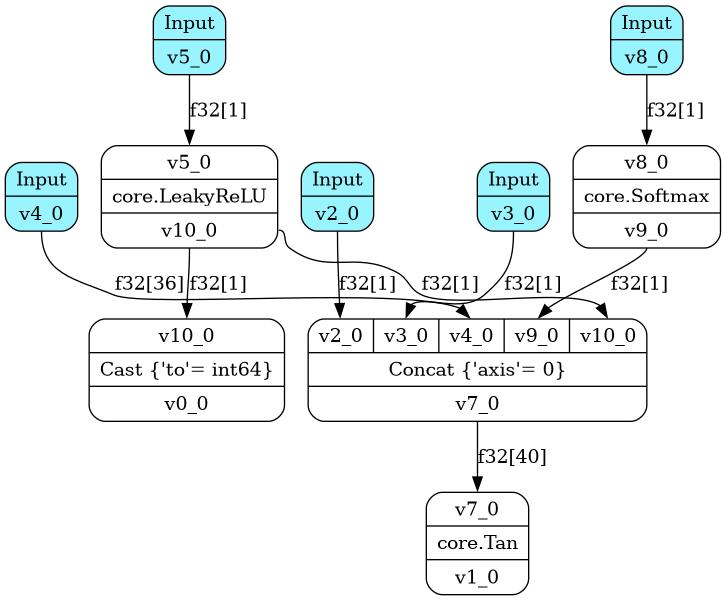 Input
v5_0
Input
v8_0
f32[1]
f32[1]
Input
v4_0
v5_0
core.LeakyReLU
v10_0
Input
v2_0
Input
v3_0
v8_0
core.Softmax
v9_0
f32[36]
f32[1]
f32[1]
f32[1]
f32[1]
f32[1]
v10_0
Cast {'to'= int64}
v0_0
v2_0 v3_0 v4_0 v9_0 v10_0
Concat {'axis'= 0}
v7_0
f32[40]
v7_0
core.Tan
v1_0